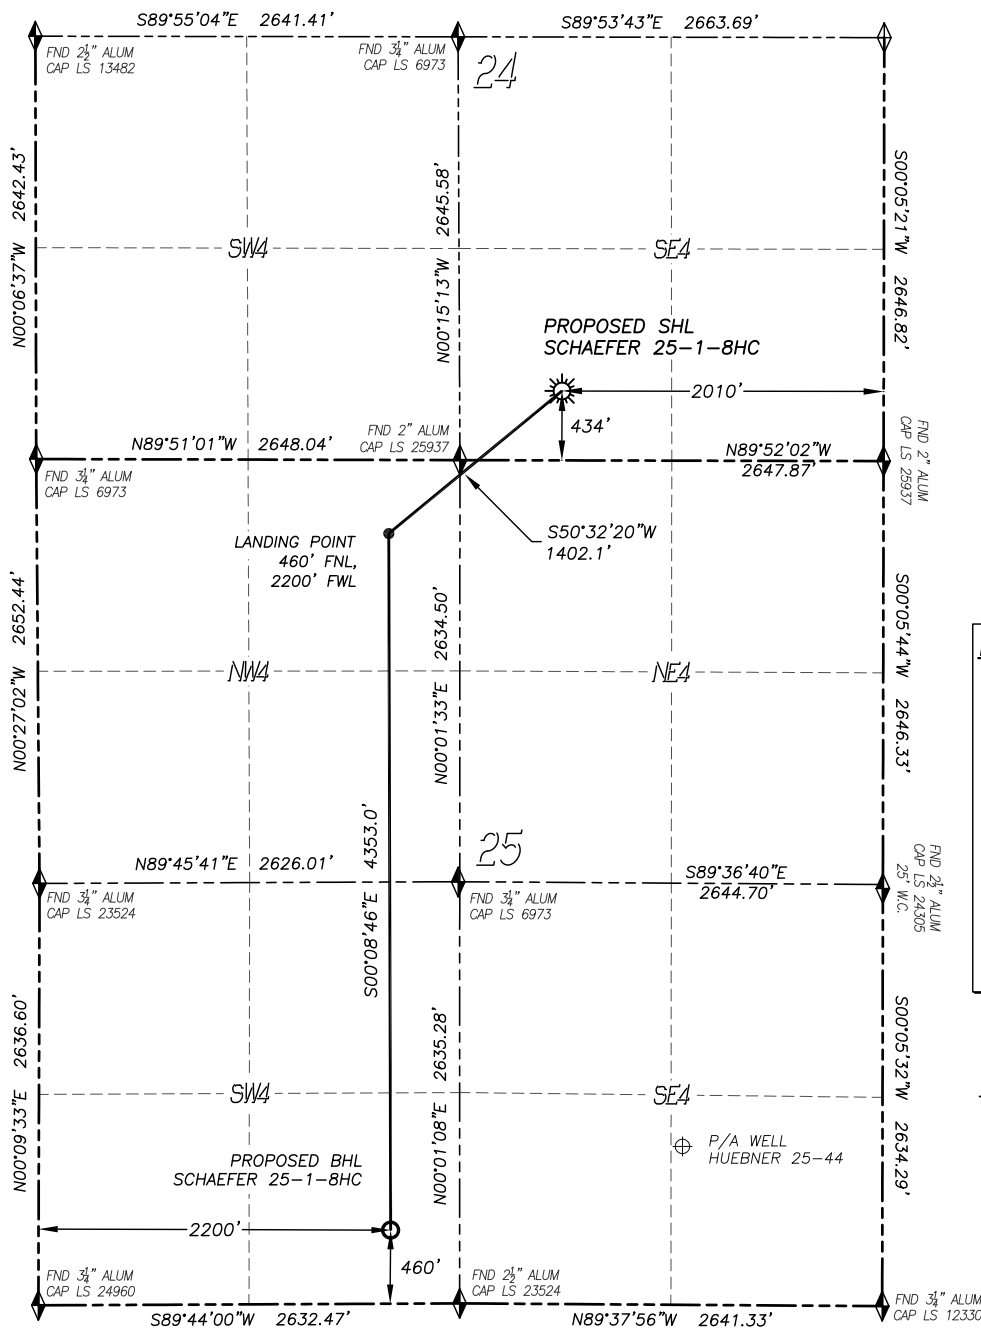 S89°55'04"E 2641.41'
S89°53'43"E 2663.69'
FND 2½" ALUM
CAP LS 13482
FND 3¼" ALUM
CAP LS 6973
24
N00°06'37"W 2642.43'
N00°15'13"W 2645.58'
S00°05'21"W 2646.82'
SW4
SE4
PROPOSED SHL
SCHAEFER 25-1-8HC
2010'
434'
N89°51'01"W 2648.04'
FND 2" ALUM
CAP LS 25937
N89°52'02"W
2647.87'
FND 2" ALUM
CAP LS 25937
FND 3¼" ALUM
CAP LS 6973
S50°32'20"W
1402.1'
LANDING POINT
460' FNL,
2200' FWL
N00°27'02"W 2652.44'
N00°01'33"E 2634.50'
S00°05'44"W 2646.33'
NW4
NE4
S00°08'46"E 4353.0'
25
N89°45'41"E 2626.01'
S89°36'40"E
2644.70'
FND 2½" ALUM
CAP LS 24305
25' W.C.
FND 3¼" ALUM
CAP LS 23524
FND 3¼" ALUM
CAP LS 6973
N00°09'33"E 2636.60'
N00°01'08"E 2635.28'
S00°05'32"W 2634.29'
SW4
SE4
P/A WELL
HUEBNER 25-44
PROPOSED BHL
SCHAEFER 25-1-8HC
2200'
460'
FND 3¼" ALUM
CAP LS 24960
FND 2½" ALUM
CAP LS 23524
FND 3¼" ALUM
CAP LS 12330
S89°44'00"W 2632.47'
N89°37'56"W 2641.33'